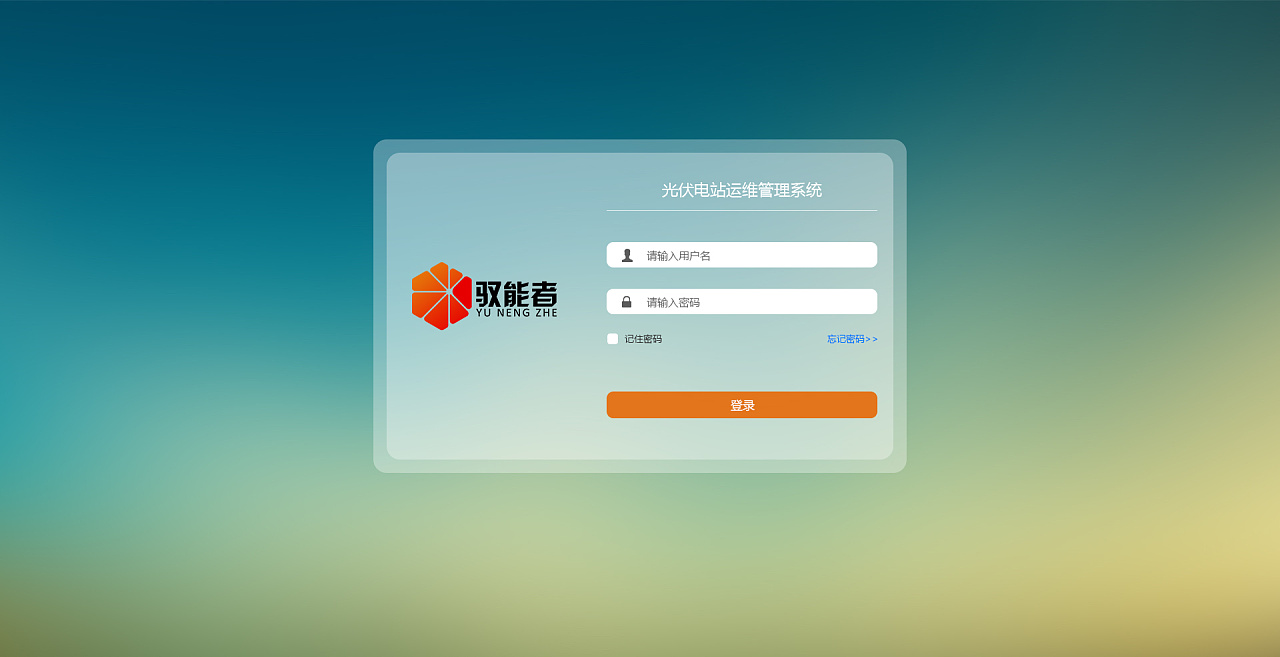 光伏电站运维管理系统
请输入用户名
驭能者
YU NENG ZHE
请输入密码
记住密码
忘记密码>>
登录